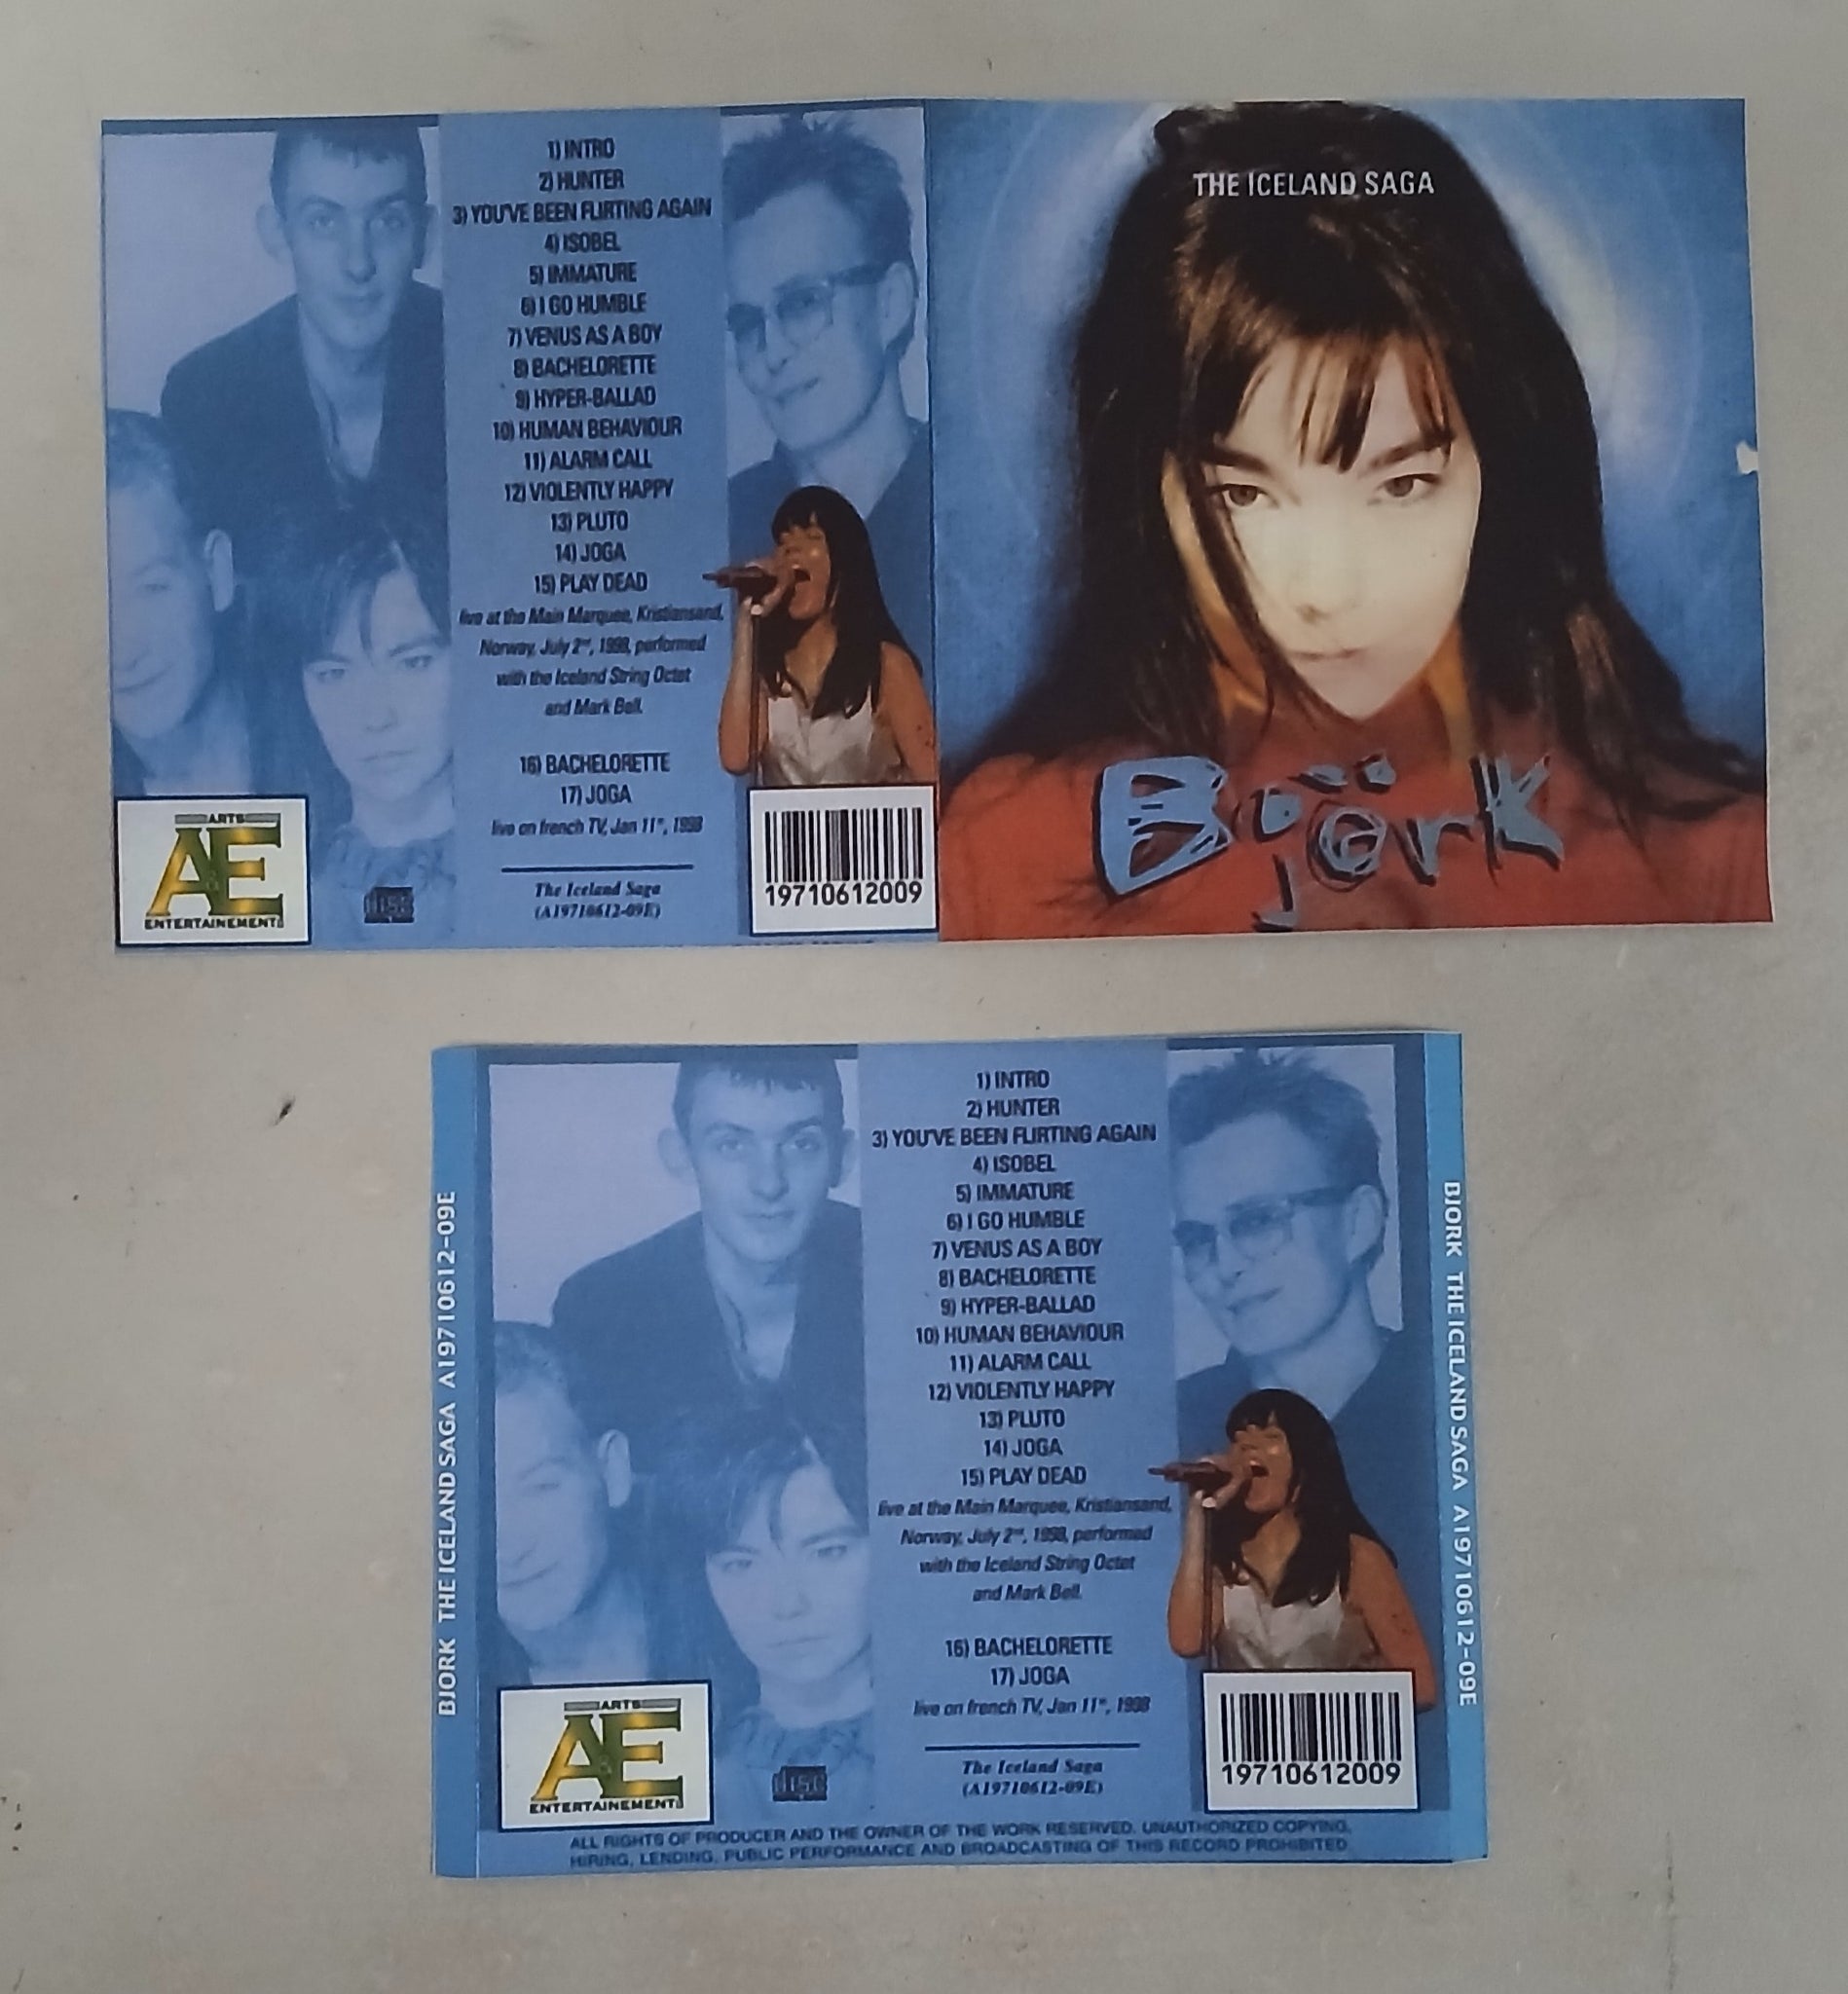 THE ICELAND SAGA
Björk
1) INTRO
2) HUNTER
3) YOU'VE BEEN FLIRTING AGAIN
4) ISOBEL
5) IMMATURE
6) I GO HUMBLE
7) VENUS AS A BOY
8) BACHELORETTE
9) HYPER-BALLAD
10) HUMAN BEHAVIOUR
11) ALARM CALL
12) VIOLENTLY HAPPY
13) PLUTO
14) JOGA
15) PLAY DEAD
live at the Main Marquee, Kristiansand,
Norway, July 2nd, 1998, performed
with the Iceland String Octet
and Mark Bell.
16) BACHELORETTE
17) JOGA
live on french TV, Jan 11th, 1998
The Iceland Saga
(A19710612-09E)
ARTS
A&E
ENTERTAINEMENT
disc
19710612009
BJORK THE ICELAND SAGA A19710612-09E
1) INTRO
2) HUNTER
3) YOU'VE BEEN FLIRTING AGAIN
4) ISOBEL
5) IMMATURE
6) I GO HUMBLE
7) VENUS AS A BOY
8) BACHELORETTE
9) HYPER-BALLAD
10) HUMAN BEHAVIOUR
11) ALARM CALL
12) VIOLENTLY HAPPY
13) PLUTO
14) JOGA
15) PLAY DEAD
live at the Main Marquee, Kristiansand,
Norway, July 2nd, 1998, performed
with the Iceland String Octet
and Mark Bell.
16) BACHELORETTE
17) JOGA
live on french TV, Jan 11th, 1998
The Iceland Saga
(A19710612-09E)
ARTS
A&E
ENTERTAINEMENT
disc
19710612009
ALL RIGHTS OF PRODUCER AND THE OWNER OF THE WORK RESERVED. UNAUTHORIZED COPYING,
HIRING, LENDING, PUBLIC PERFORMANCE AND BROADCASTING OF THIS RECORD PROHIBITED
BJORK THE ICELAND SAGA A19710612-09E